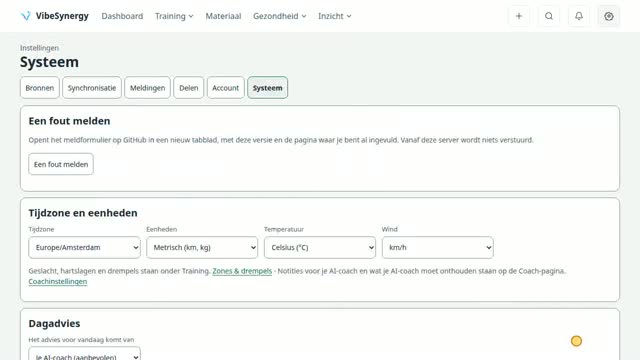 VibeSynergy Dashboard Training Materiaal Gezondheid Inzicht
Instellingen
Systeem
Bronnen Synchronisatie Meldingen Delen Account Systeem
Een fout melden
Opent het meldformulier op GitHub in een nieuw tabblad, met deze versie en de pagina waar je bent al ingevuld. Vanaf deze server wordt niets verstuurd.
Een fout melden
Tijdzone en eenheden
Tijdzone Eenheden Temperatuur Wind
Europe/Amsterdam Metrisch (km, kg) Celsius (°C) km/h
Geslacht, hartslagen en drempels staan onder Training. Zones & drempels · Notities voor je AI-coach en wat je AI-coach moet onthouden staan op de Coach-pagina.
Coachinstellingen
Dagadvies
Het advies voor vandaag komt van
Je AI-coach (aanbevolen)